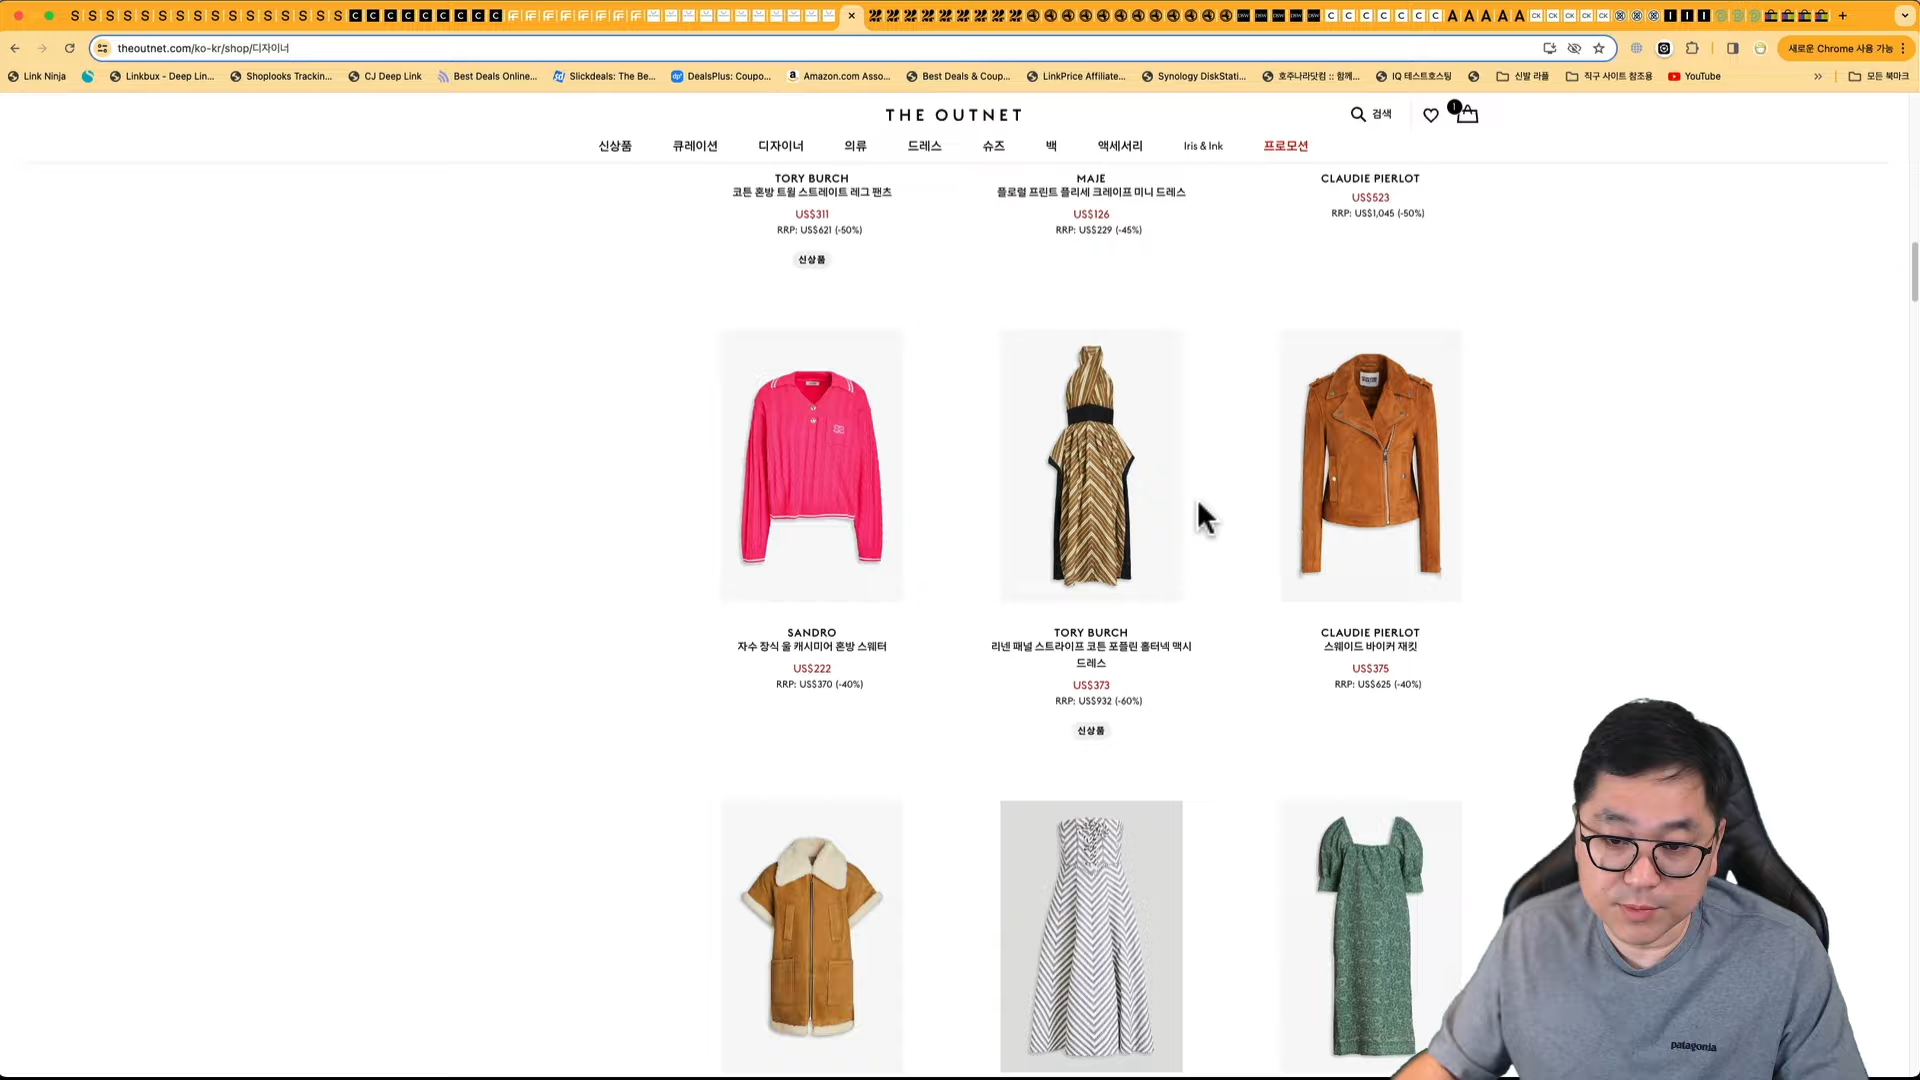 theoutnet.com/ko-kr/shop/디자이너
새로운 Chrome 사용 가능
Link Ninja
Linkbux - Deep Lin...
Shoplooks Trackin...
CJ Deep Link
Best Deals Online...
Slickdeals: The Be...
DealsPlus: Coupo...
Amazon.com Asso...
Best Deals & Coup...
LinkPrice Affiliate...
Synology DiskStati...
호주나라닷컴 :: 함께...
IQ 테스트호스팅
신발 라플
직구 사이트 참조용
YouTube
»
모든 북마크
THE OUTNET
검색
1
신상품
큐레이션
디자이너
의류
드레스
슈즈
백
액세서리
Iris & Ink
프로모션
TORY BURCH
코튼 혼방 트윌 스트레이트 레그 팬츠
US$311
RRP: US$621 (-50%)
신상품
MAJE
플로럴 프린트 플리세 크레이프 미니 드레스
US$126
RRP: US$229 (-45%)
CLAUDIE PIERLOT
US$523
RRP: US$1,045 (-50%)
SANDRO
자수 장식 울 캐시미어 혼방 스웨터
US$222
RRP: US$370 (-40%)
TORY BURCH
리넨 패널 스트라이프 코튼 포플린 홀터넥 맥시
드레스
US$373
RRP: US$932 (-60%)
신상품
CLAUDIE PIERLOT
스웨이드 바이커 재킷
US$375
RRP: US$625 (-40%)
patagonia